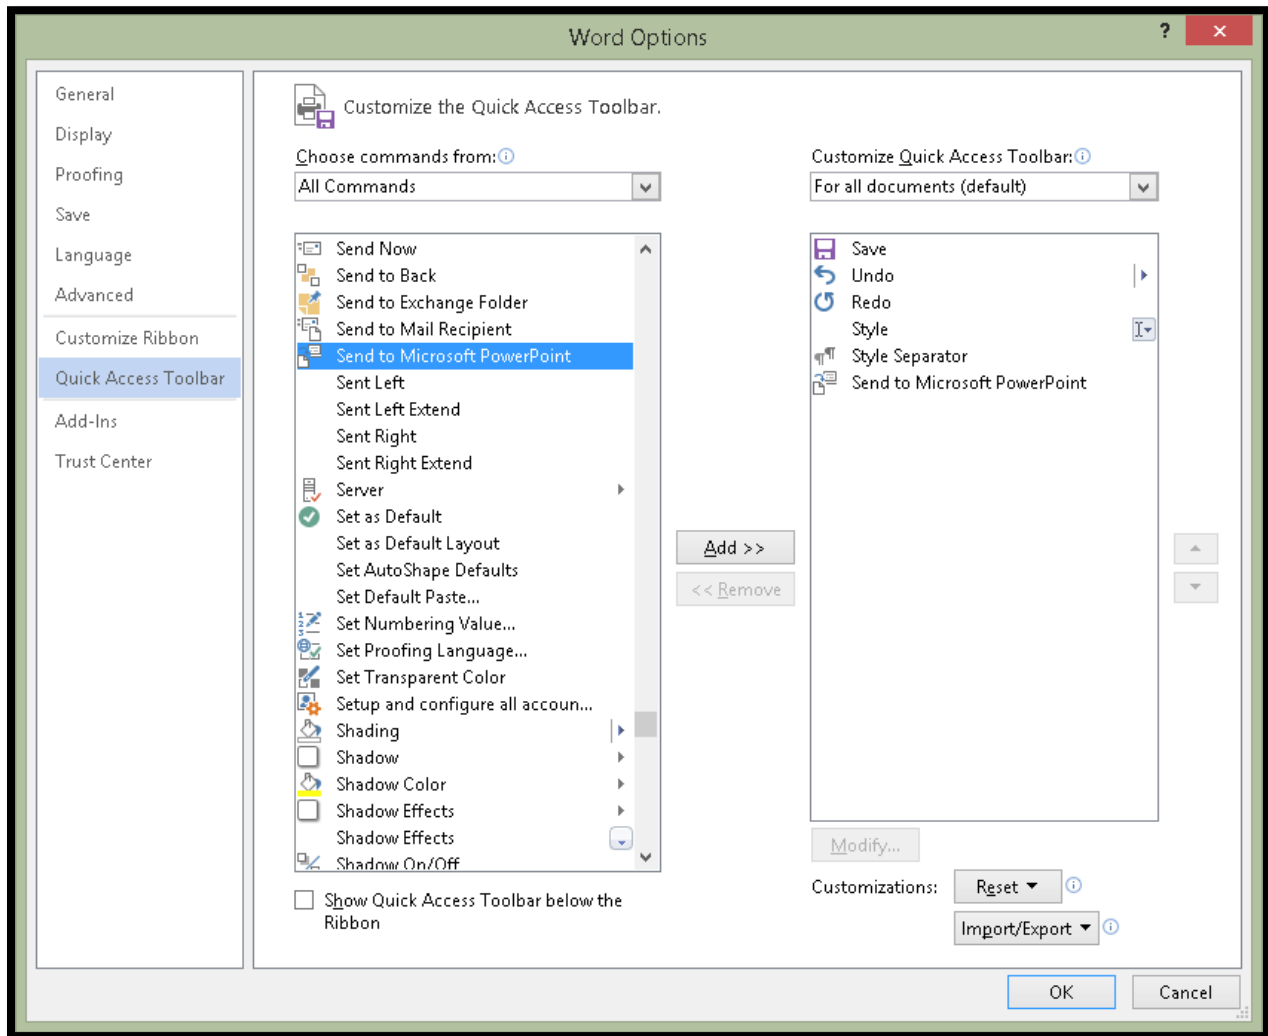 Word Options
?
General
Display
Proofing
Save
Language
Advanced
Customize Ribbon
Quick Access Toolbar
Add-Ins
Trust Center
Customize the Quick Access Toolbar.
Choose commands from:
All Commands
Send Now
Send to Back
Send to Exchange Folder
Send to Mail Recipient
Send to Microsoft PowerPoint
Sent Left
Sent Left Extend
Sent Right
Sent Right Extend
Server
Set as Default
Set as Default Layout
Set AutoShape Defaults
Set Default Paste...
Set Numbering Value...
Set Proofing Language...
Set Transparent Color
Setup and configure all accoun...
Shading
Shadow
Shadow Color
Shadow Effects
Shadow Effects
Shadow On/Off
Show Quick Access Toolbar below the
Ribbon
Add >>
<< Remove
Customize Quick Access Toolbar:
For all documents (default)
Save
Undo
Redo
Style
Style Separator
Send to Microsoft PowerPoint
Modify...
Customizations:
Reset
Import/Export
OK
Cancel